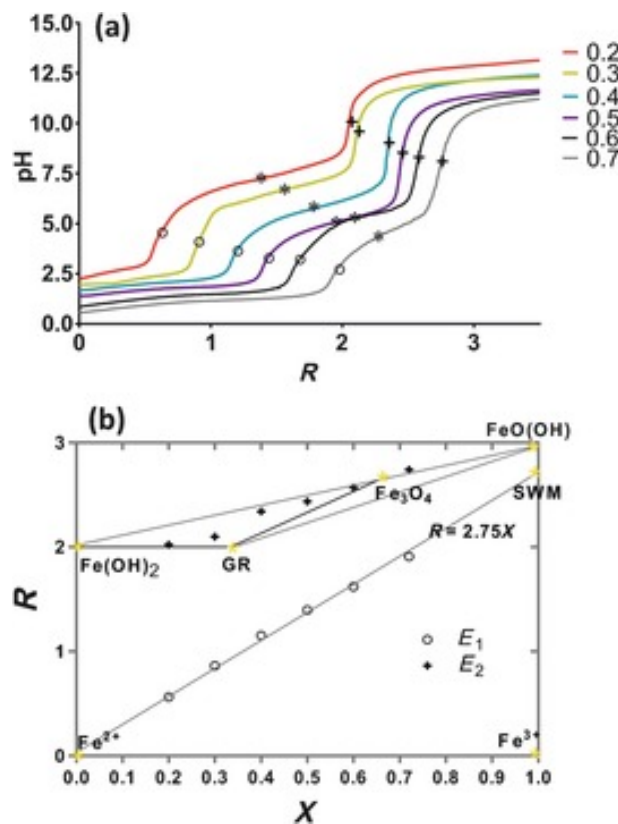 (a)
15.0
12.5
10.0
7.5
5.0
2.5
0.0
pH
0
1
2
3
R
0.2
0.3
0.4
0.5
0.6
0.7
(b)
FeO(OH)
3
2
1
0
R
Fe₃O₄
SWM
R = 2.75X
Fe(OH)₂
GR
E₁
E₂
Fe²⁺
Fe³⁺
0.0 0.1 0.2 0.3 0.4 0.5 0.6 0.7 0.8 0.9 1.0
X